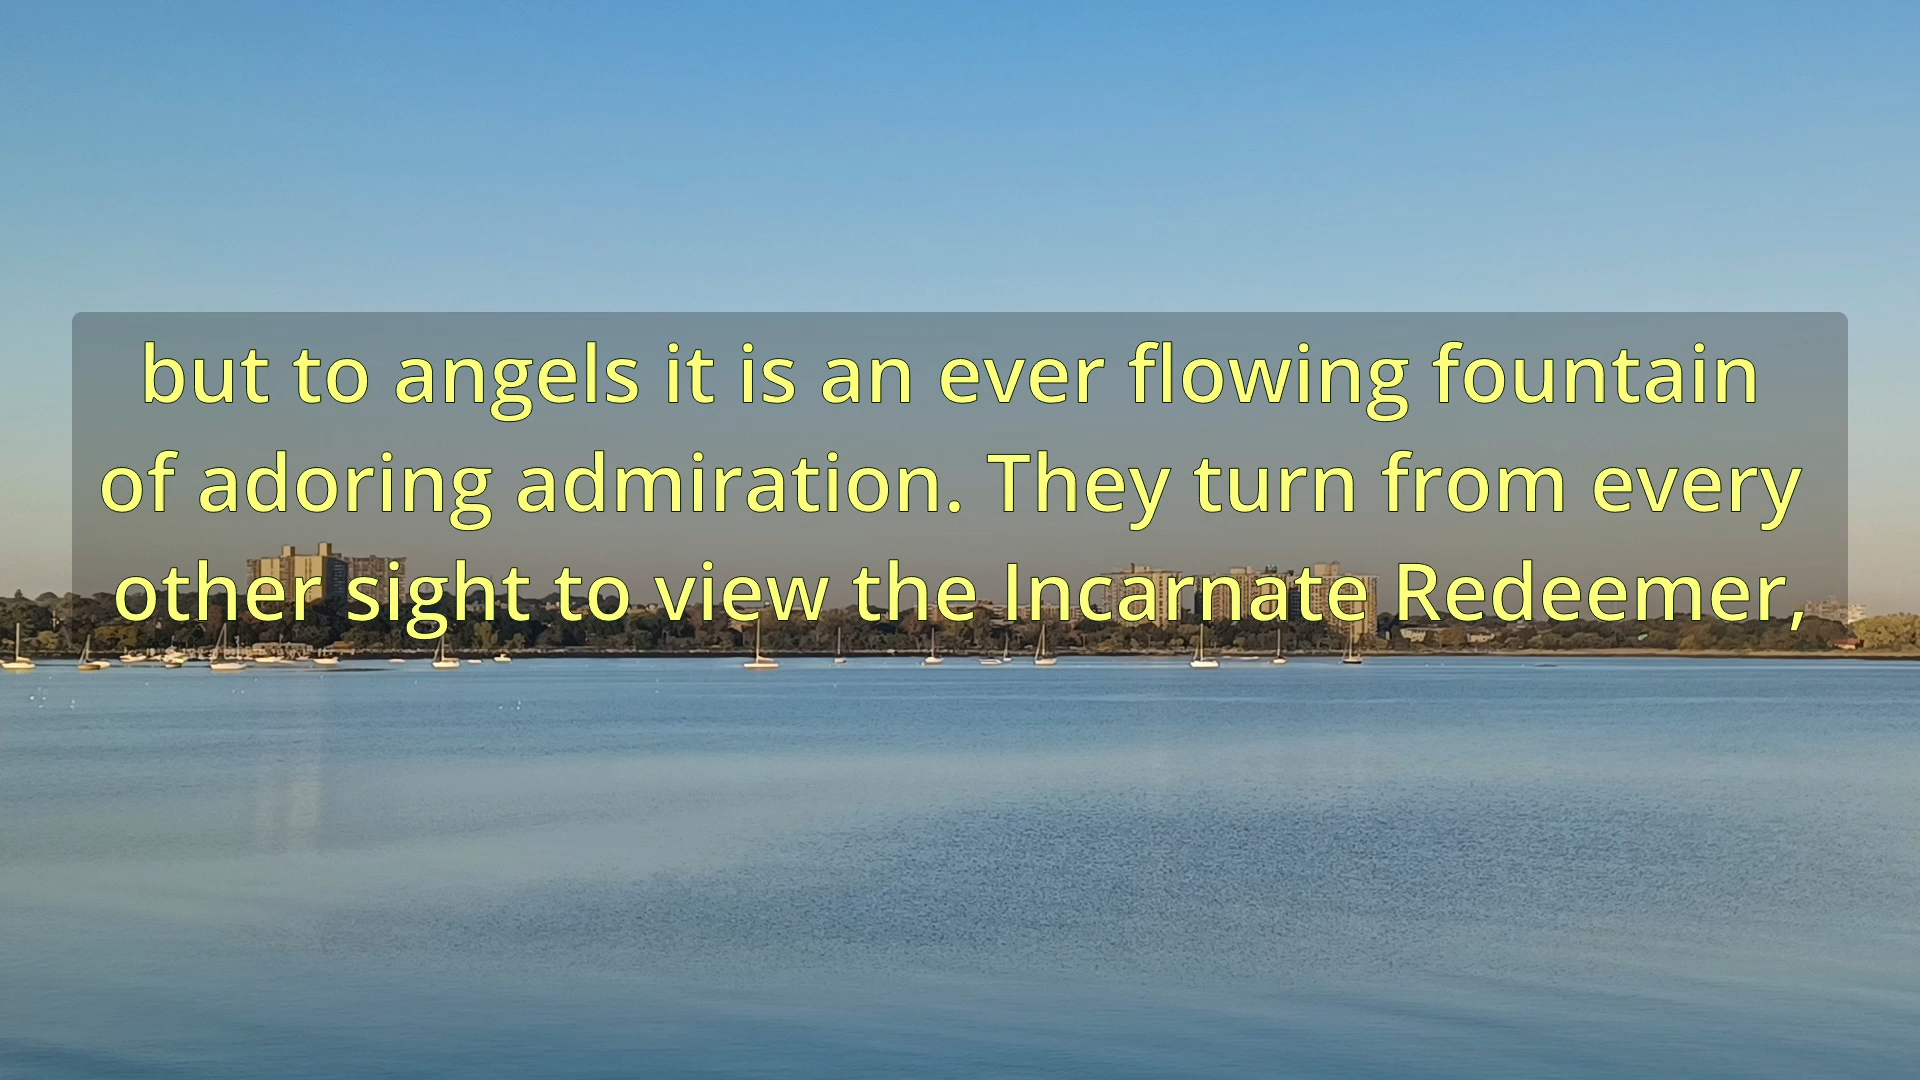 but to angels it is an ever flowing fountain
of adoring admiration. They turn from every
other sight to view the Incarnate Redeemer,